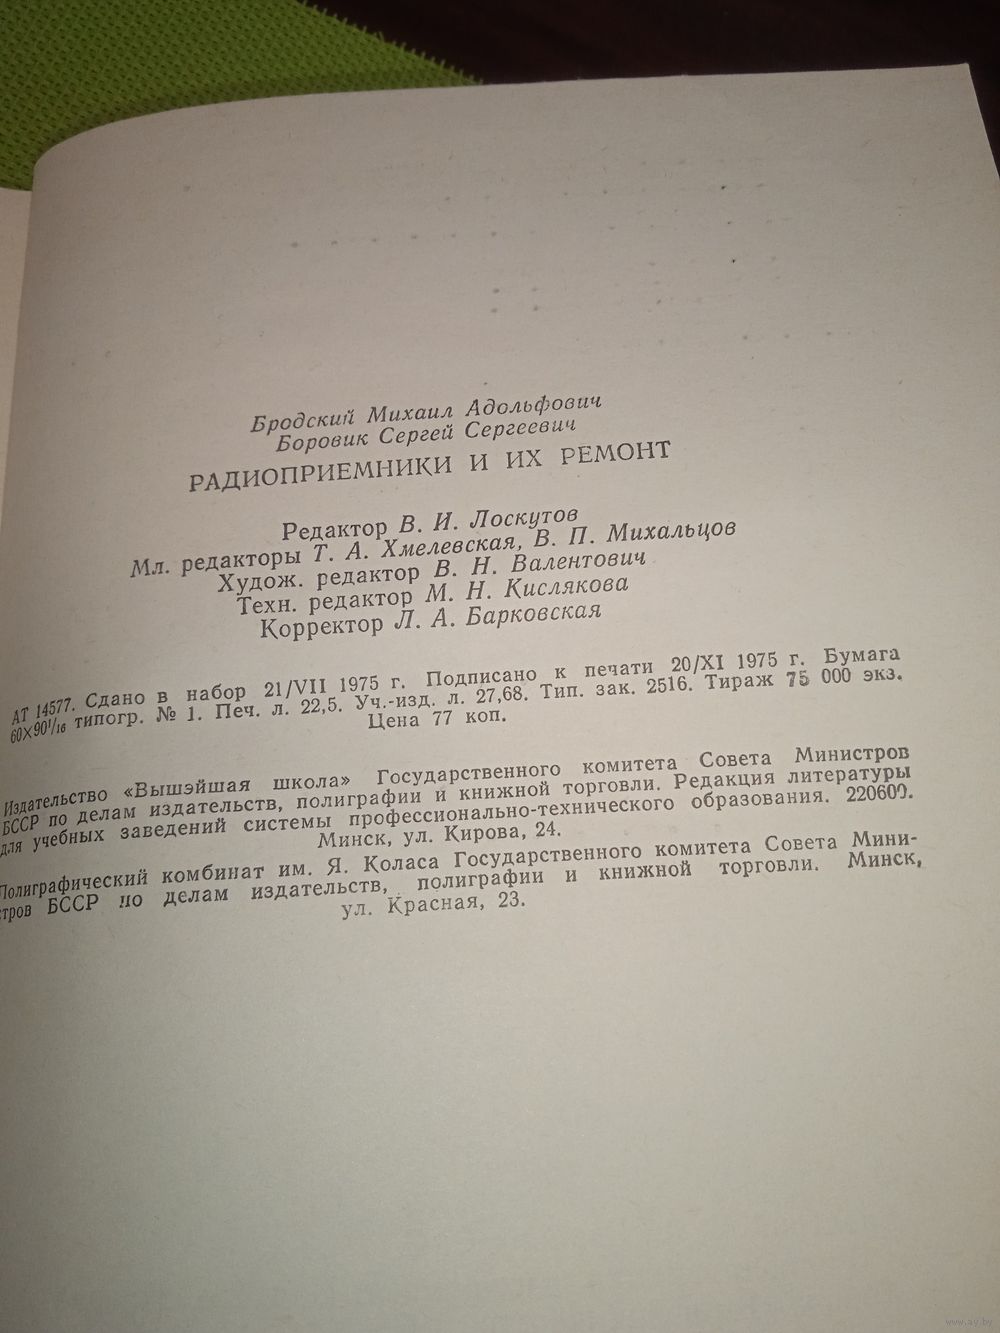 Бродский Михаил Адольфович
Боровик Сергей Сергеевич
РАДИОПРИЕМНИКИ И ИХ РЕМОНТ
Редактор В. И. Лоскутов
Мл. редакторы Т. А. Хмелевская, В. П. Михальцов
Худож. редактор В. Н. Валентович
Техн. редактор М. Н. Кислякова
Корректор Л. А. Барковская
АТ 14577. Сдано в набор 21/VII 1975 г. Подписано к печати 20/XI 1975 г. Бумага
60×90¹/₁₆ типогр. № 1. Печ. л. 22,5. Уч.-изд. л. 27,68. Тип. зак. 2516. Тираж 75 000 экз.
Цена 77 коп.
Издательство «Вышэйшая школа» Государственного комитета Совета Министров
БССР по делам издательств, полиграфии и книжной торговли. Редакция литературы
для учебных заведений системы профессионально-технического образования. 220600.
Минск, ул. Кирова, 24.
Полиграфический комбинат им. Я. Коласа Государственного комитета Совета Мини-
стров БССР по делам издательств, полиграфии и книжной торговли. Минск,
ул. Красная, 23.
www.ay.by